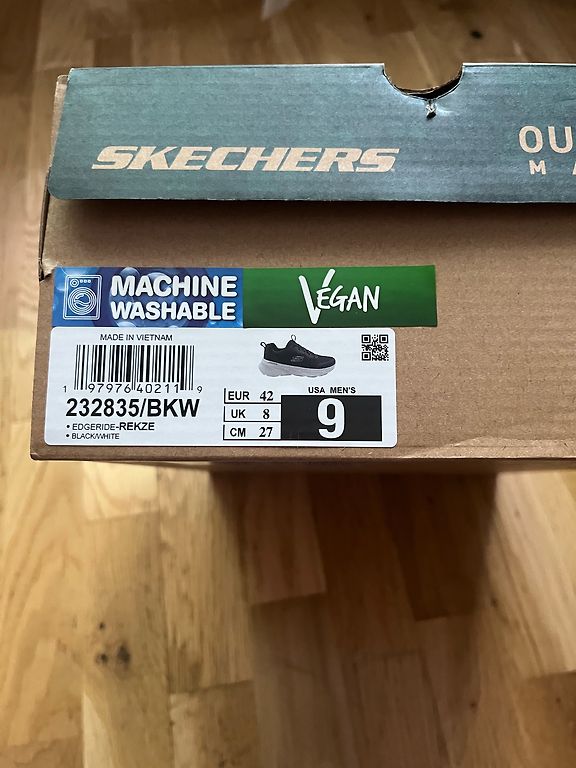 SKECHERS
MACHINE
WASHABLE
VEGAN
MADE IN VIETNAM
1 97976 40211 9
232835/BKW
• EDGERIDE-REKZE
• BLACK/WHITE
EUR 42
UK 8
CM 27
USA MEN'S
9